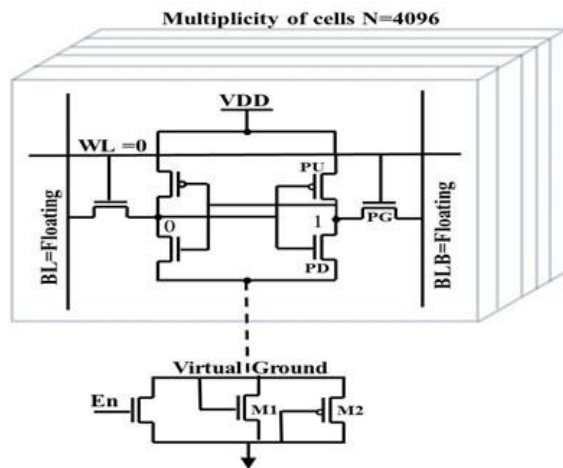 Multiplicity of cells N=4096
VDD
WL =0
PU
BL=Floating
0
1
PG
BLB=Floating
PD
Virtual Ground
En
M1
M2